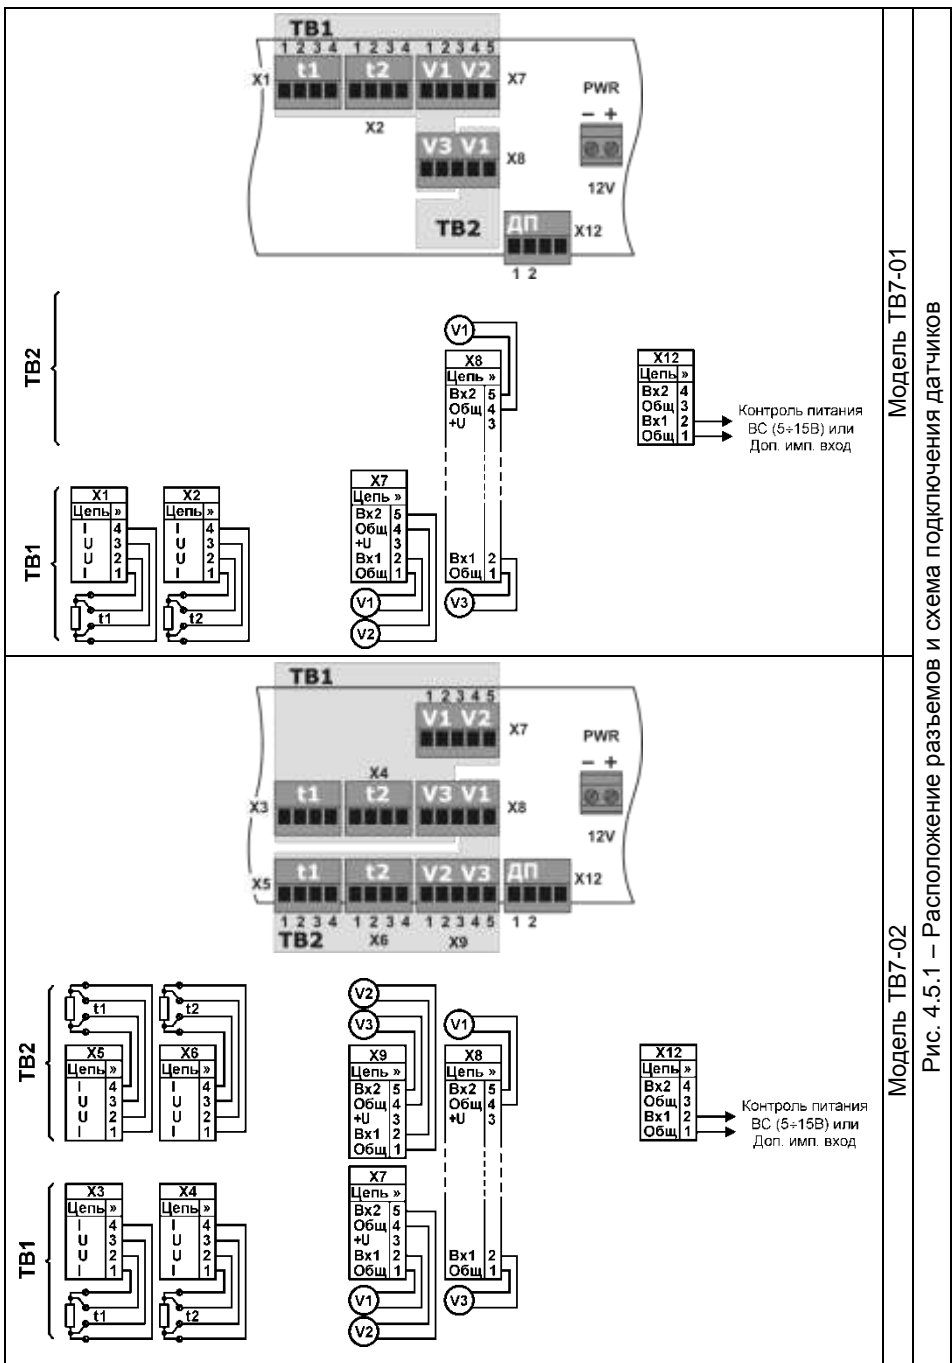 ТВ1
1 2 3 4 1 2 3 4 1 2 3 4 5
X1 t1 t2 V1 V2 X7
X2
PWR
– +
12V
V3 V1 X8
ТВ2
ДП X12
1 2
ТВ2
V1
X8
Цепь »
Вх2 5
Общ 4
+U 3
Вх1 2
Общ 1
V3
X12
Цепь »
Вх2 4
Общ 3
Вх1 2
Общ 1
Контроль питания
ВС (5÷15В) или
Доп. имп. вход
ТВ1
X1
Цепь »
I 4
U 3
U 2
I 1
t1
X2
Цепь »
I 4
U 3
U 2
I 1
t2
X7
Цепь »
Вх2 5
Общ 4
+U 3
Вх1 2
Общ 1
V1
V2
Модель ТВ7-01
ТВ1
1 2 3 4 5
V1 V2 X7
PWR
– +
12V
X4
X3 t1 t2 V3 V1 X8
X5 t1 t2 V2 V3 ДП X12
1 2 3 4 1 2 3 4 1 2 3 4 5 1 2
ТВ2 X6 X9
ТВ2
t1
X5
Цепь »
I 4
U 3
U 2
I 1
t2
X6
Цепь »
I 4
U 3
U 2
I 1
V2
V3
X9
Цепь »
Вх2 5
Общ 4
+U 3
Вх1 2
Общ 1
V1
X8
Цепь »
Вх2 5
Общ 4
+U 3
Вх1 2
Общ 1
V3
X12
Цепь »
Вх2 4
Общ 3
Вх1 2
Общ 1
Контроль питания
ВС (5÷15В) или
Доп. имп. вход
ТВ1
X3
Цепь »
I 4
U 3
U 2
I 1
t1
X4
Цепь »
I 4
U 3
U 2
I 1
t2
X7
Цепь »
Вх2 5
Общ 4
+U 3
Вх1 2
Общ 1
V1
V2
Модель ТВ7-02
Рис. 4.5.1 – Расположение разъемов и схема подключения датчиков